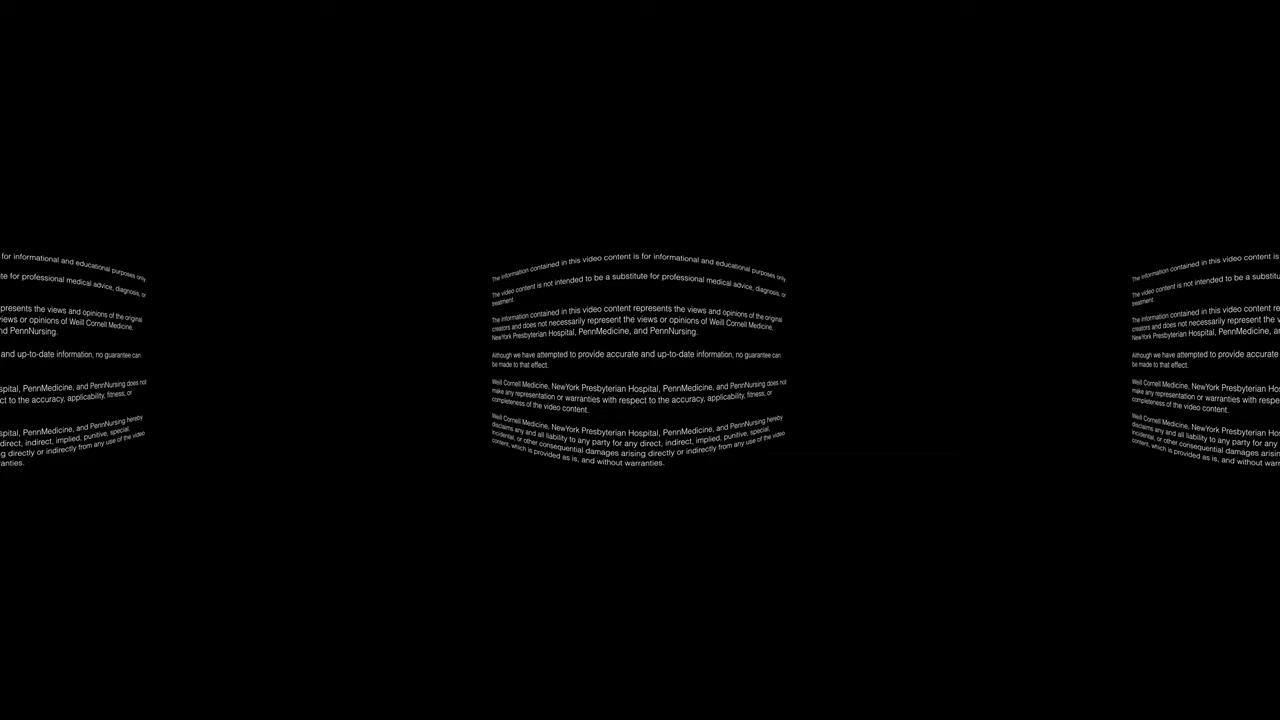 The information contained in this video content is for informational and educational purposes only.
The video content is not intended to be a substitute for professional medical advice, diagnosis, or
treatment.
The information contained in this video content represents the views and opinions of the original
creators and does not necessarily represent the views or opinions of Weill Cornell Medicine,
NewYork Presbyterian Hospital, PennMedicine, and PennNursing.
Although we have attempted to provide accurate and up-to-date information, no guarantee can
be made to that effect.
Weill Cornell Medicine, NewYork Presbyterian Hospital, PennMedicine, and PennNursing does not
make any representation or warranties with respect to the accuracy, applicability, fitness, or
completeness of the video content.
Weill Cornell Medicine, NewYork Presbyterian Hospital, PennMedicine, and PennNursing hereby
disclaims any and all liability to any party for any direct, indirect, implied, punitive, special,
incidental, or other consequential damages arising directly or indirectly from any use of the video
content, which is provided as is, and without warranties.